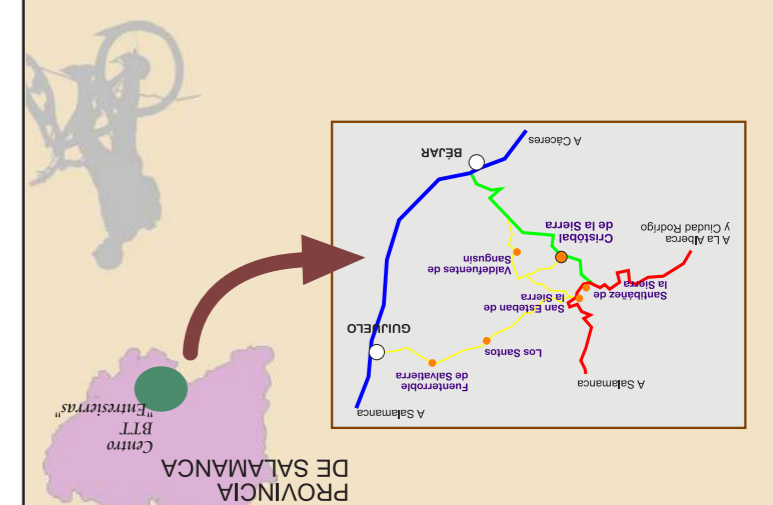 PROVINCIA
DE SALAMANCA
Centro
BTT
"Entresierras"
A Salamanca
A Salamanca
Fuenterroble
de Salvatierra
Los Santos
GUIJUELO
San Esteban de
la Sierra
Santibáñez de
la Sierra
Valdefuentes de
Sangusín
A La Alberca
y Ciudad Rodrigo
Cristóbal
de la Sierra
BÉJAR
A Cáceres